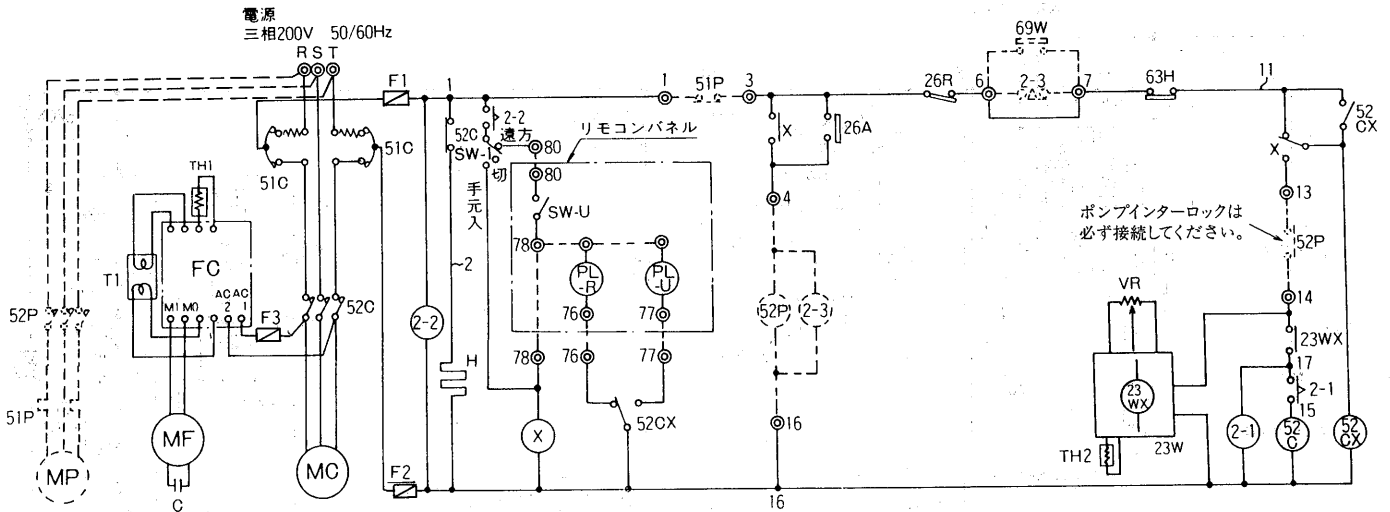 電源
三相200V 50/60Hz
R S T
F1
1
1
51P
3
26R
6
69W
2-3
7
63H
11
52
CX
2-2
遠方
52C
SW-1
切
手元入
80
80
リモコンパネル
SW-U
78
PL
-R
PL
-U
76
77
78
76
77
X
26A
4
X
13
ポンプインターロックは
必ず接続してください。
52P
14
51C
51C
TH1
T1
FC
M1 M0
AC
2
AC
1
F3
52C
2-2
2
H
52P
2-3
VR
23WX
17
2-1
15
52P
51P
MP
MF
C
MC
F2
X
52CX
16
16
23
WX
23W
TH2
2-1
52
C
52
CX